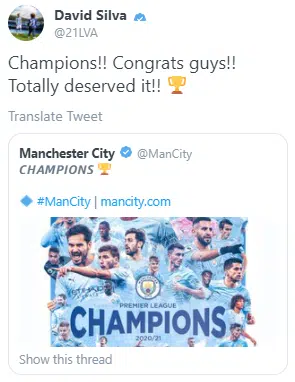 David Silva
@21LVA
Champions!! Congrats guys!!
Totally deserved it!! 🏆
Translate Tweet
Manchester City @ManCity
CHAMPIONS 🏆
🔷 #ManCity | mancity.com
PREMIER LEAGUE
CHAMPIONS
2020/21
Show this thread